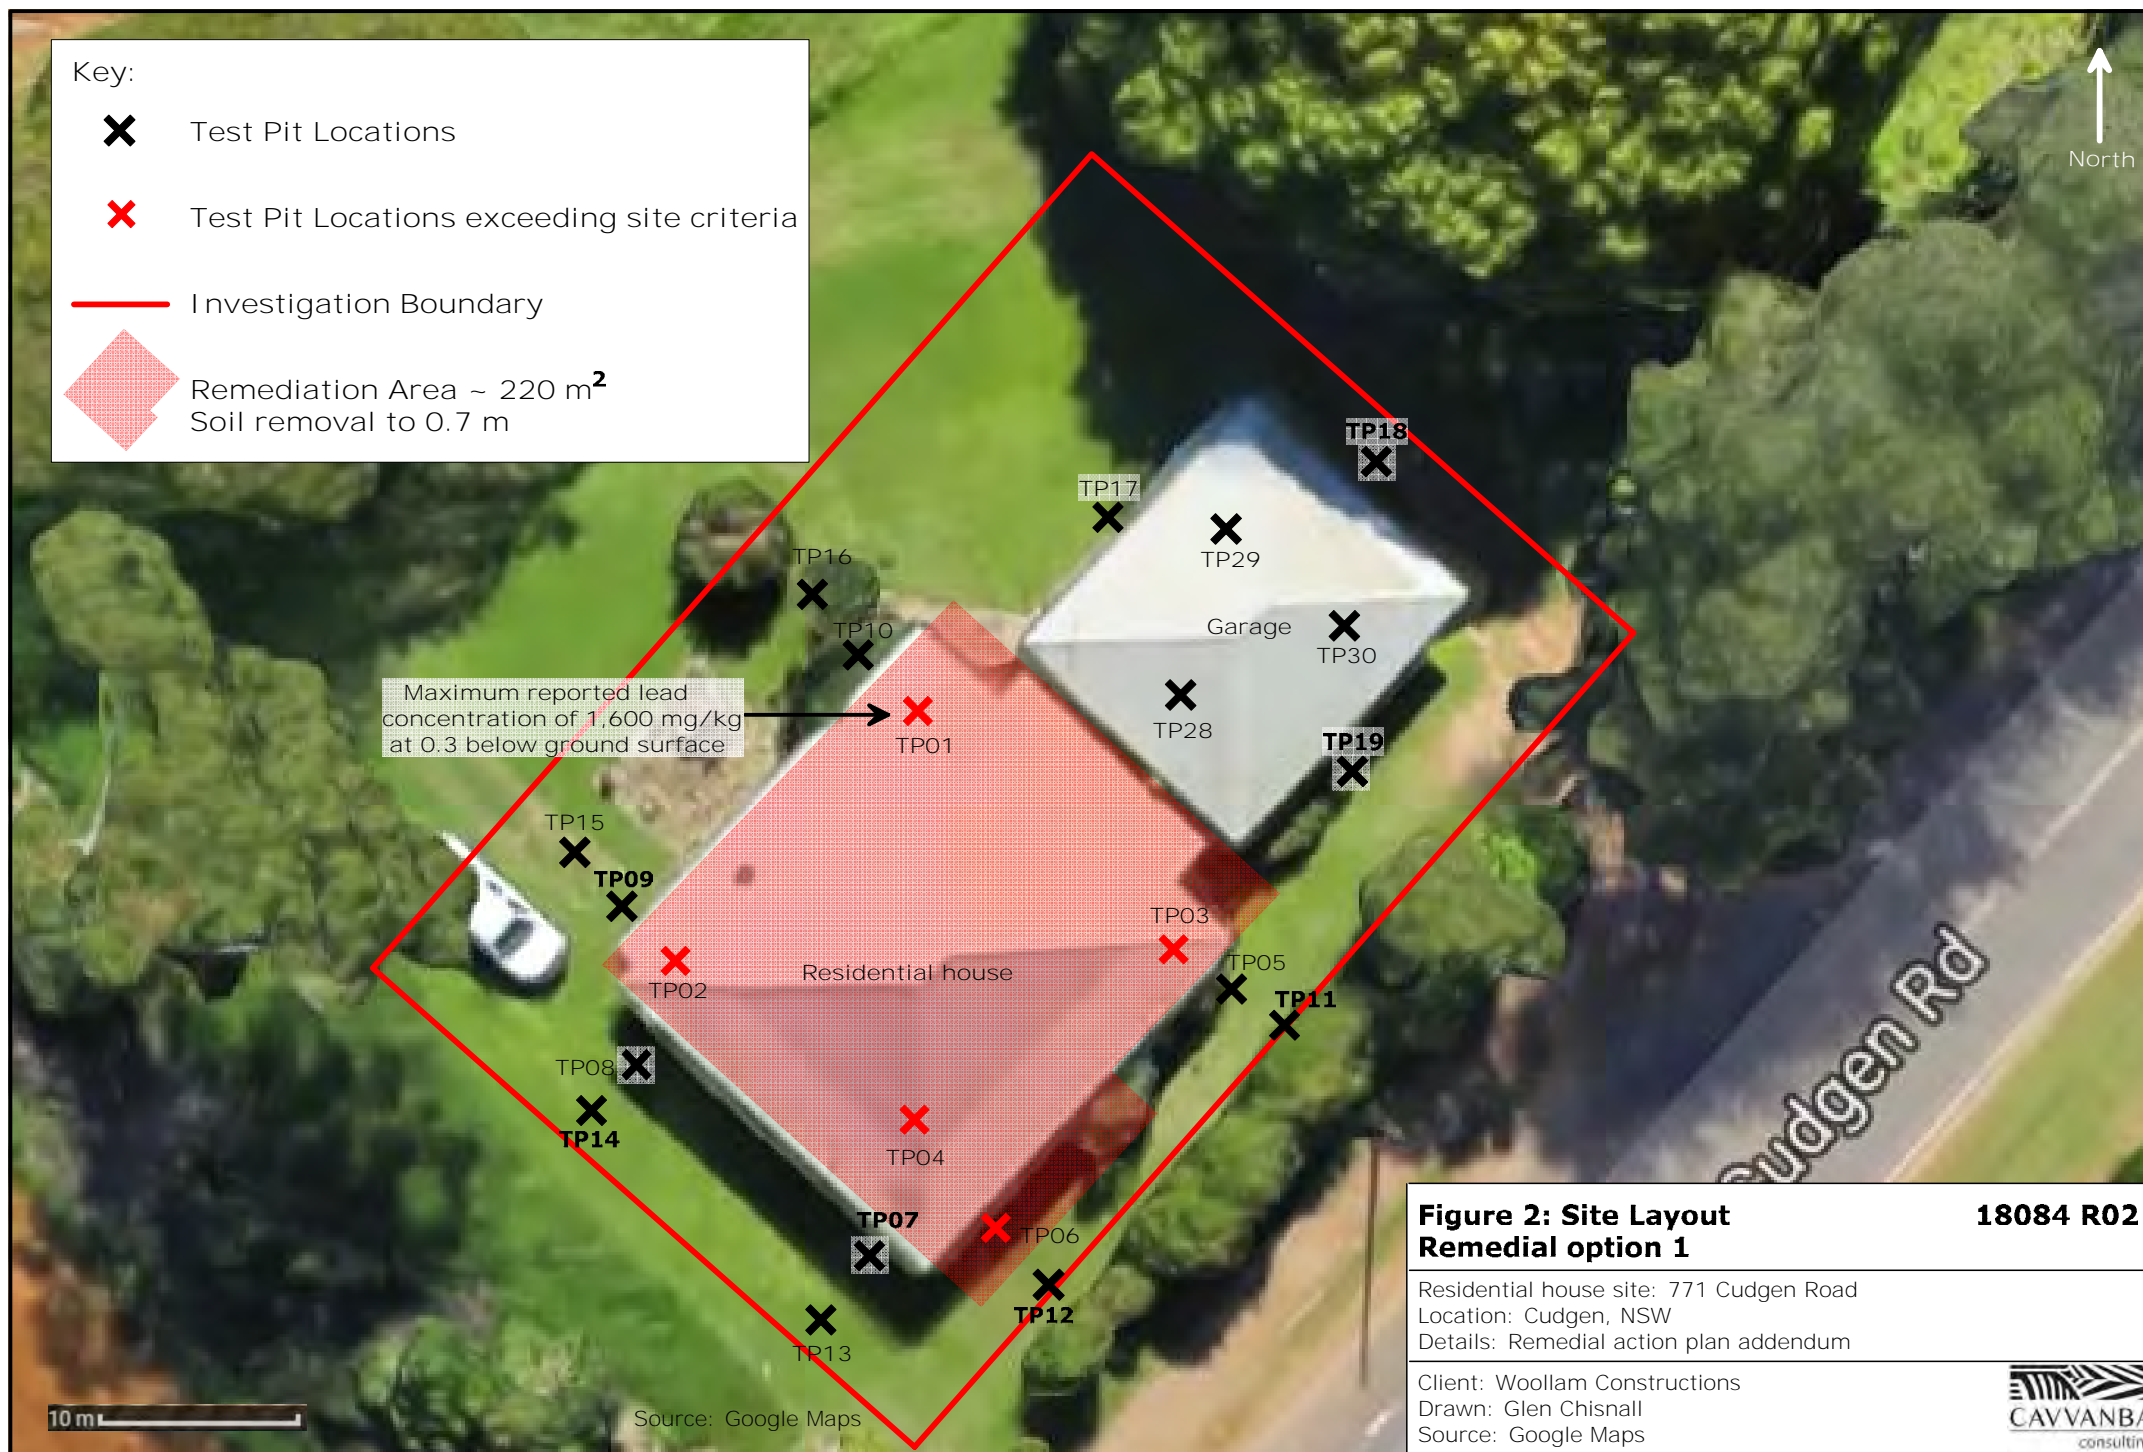 Key:
Test Pit Locations
Test Pit Locations exceeding site criteria
Investigation Boundary
Remediation Area ~ 220 m²
Soil removal to 0.7 m
North
TP18
TP17
TP29
TP16
TP10
Garage
TP30
Maximum reported lead
concentration of 1,600 mg/kg
at 0.3 below ground surface
TP01
TP28
TP19
TP15
TP09
TP03
TP02
Residential house
TP05
TP11
TP08
TP14
TP04
TP07
TP06
TP12
TP13
Cudgen Rd
10 m
Source: Google Maps
Figure 2: Site Layout 18084 R02
Remedial option 1
Residential house site: 771 Cudgen Road
Location: Cudgen, NSW
Details: Remedial action plan addendum
Client: Woollam Constructions
Drawn: Glen Chisnall
Source: Google Maps
CAVVANBA
consulting